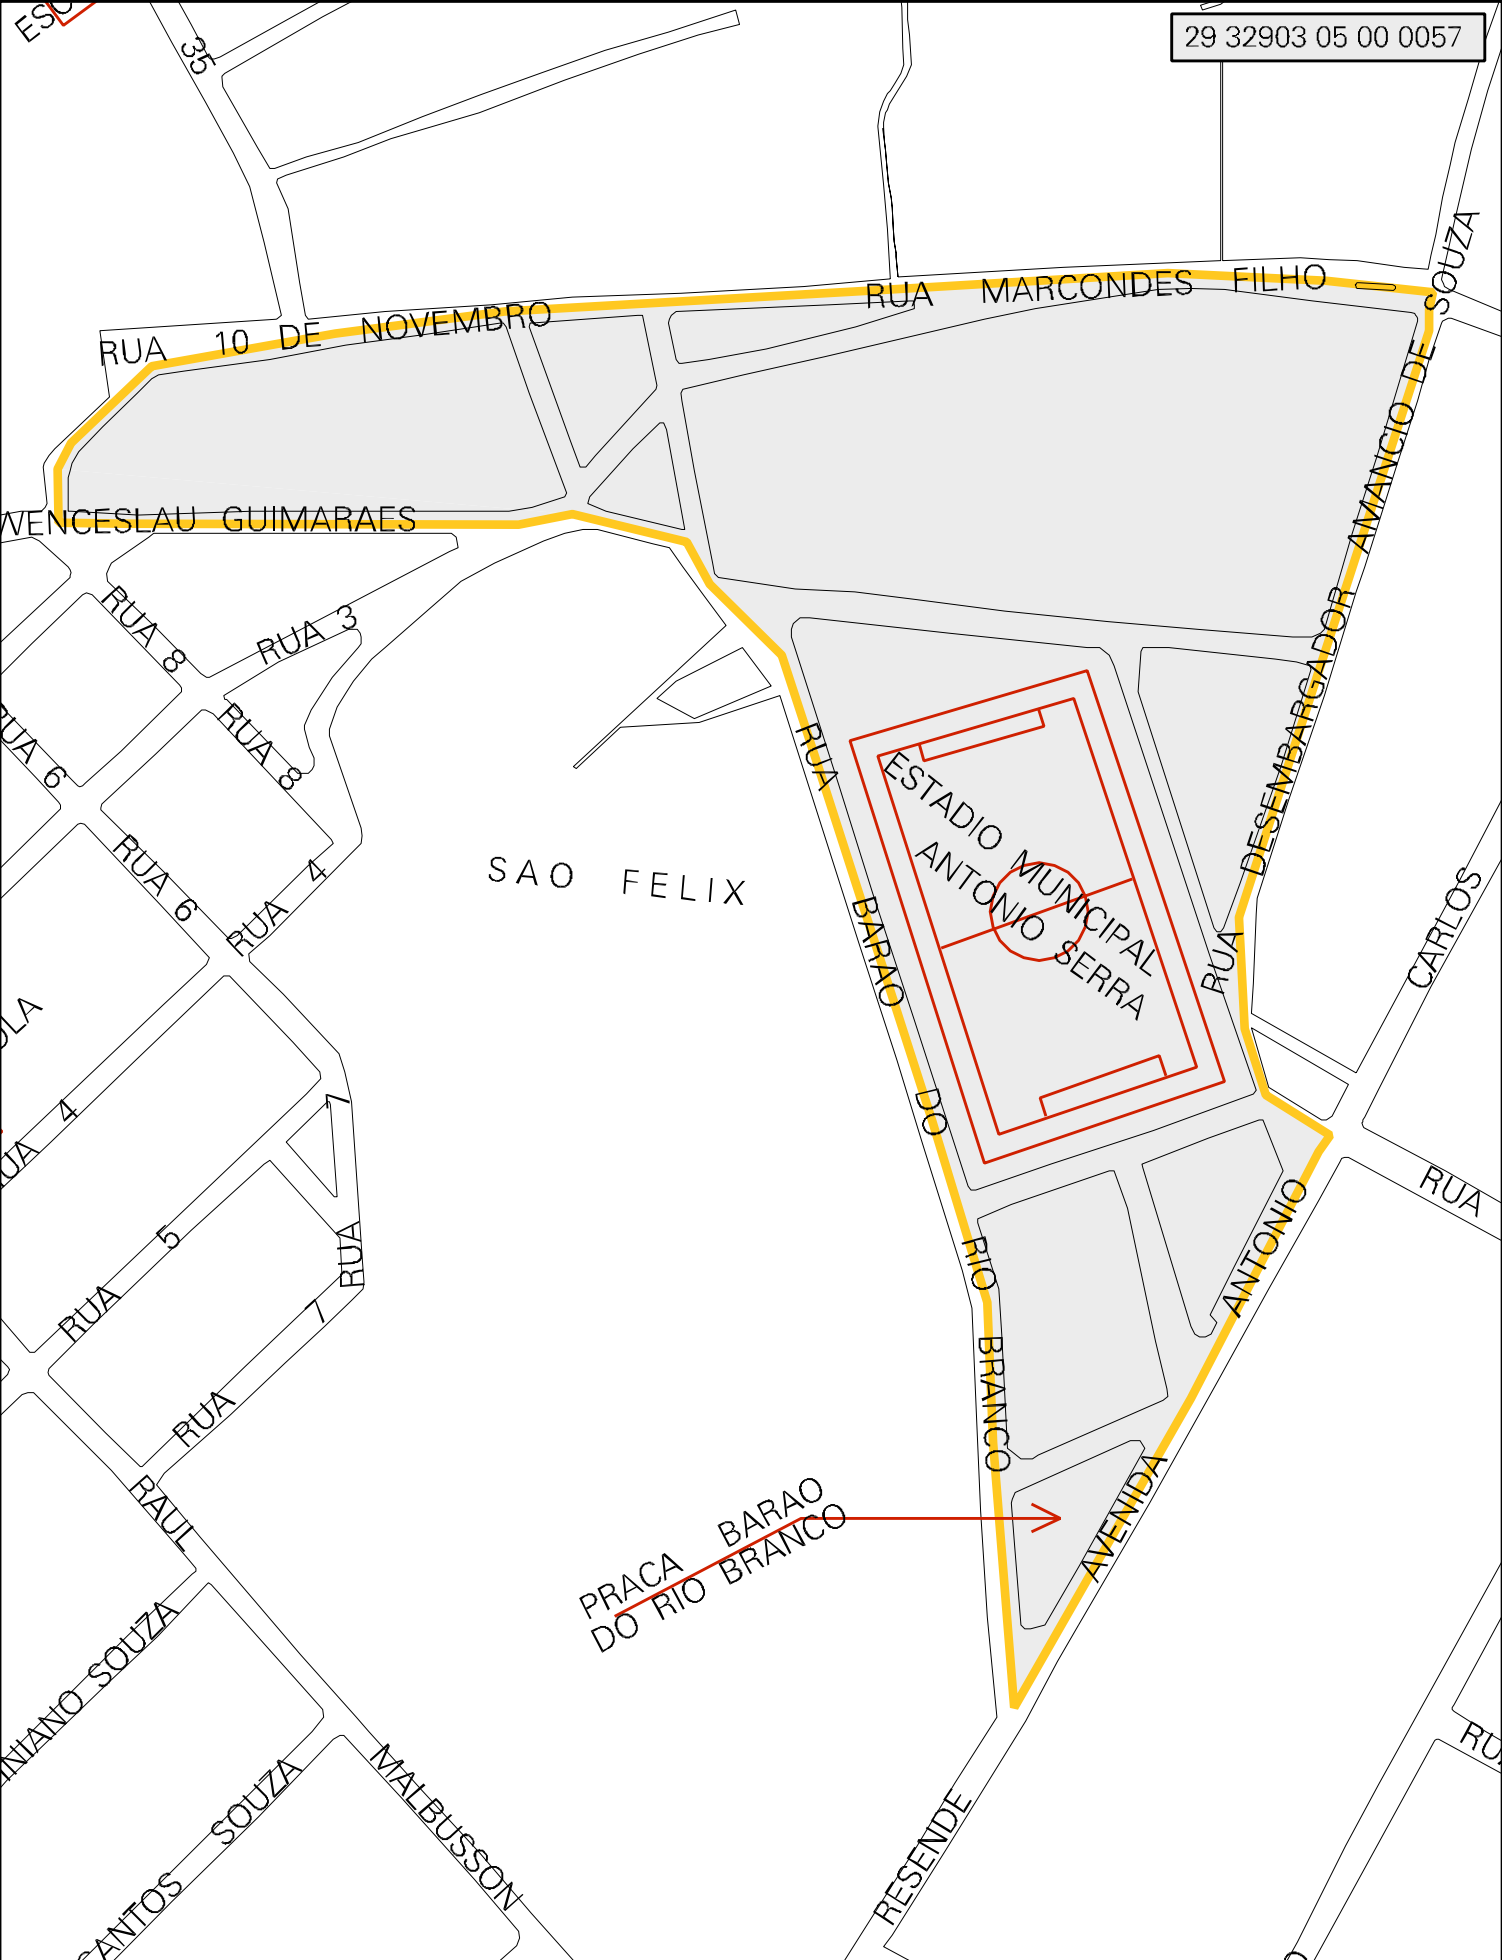 29 32903 05 00 0057
35
SOUZA
RUA MARCONDES FILHO
RUA 10 DE NOVEMBRO
DESEMBARGADOR AMANCIO DE
RUA
WENCESLAU GUIMARAES
RUA 8
RUA 3
RUA 8
RUA 6
RUA 6
RUA 4
SAO FELIX
ESTADIO MUNICIPAL
ANTONIO SERRA
RUA BARAO DO RIO BRANCO
CARLOS
RUA
ANTONIO
AVENIDA
4
RUA 5
7
RUA
RUA 7
PRACA BARAO
DO RIO BRANCO
RAUL
MALBUSSON
SOUZA
SOUZA
SANTOS
RESENDE